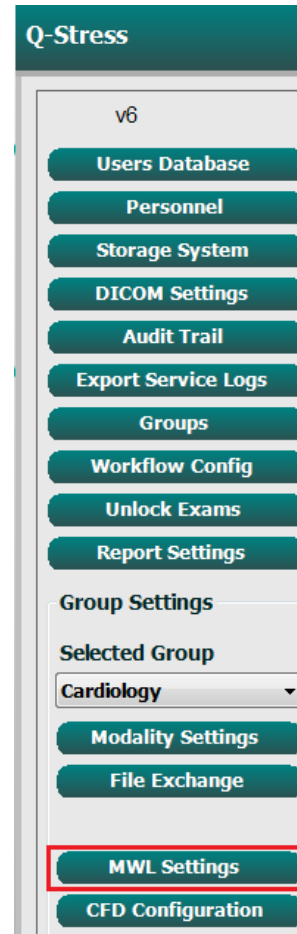 Q-Stress
v6
Users Database
Personnel
Storage System
DICOM Settings
Audit Trail
Export Service Logs
Groups
Workflow Config
Unlock Exams
Report Settings
Group Settings
Selected Group
Cardiology
Modality Settings
File Exchange
MWL Settings
CFD Configuration